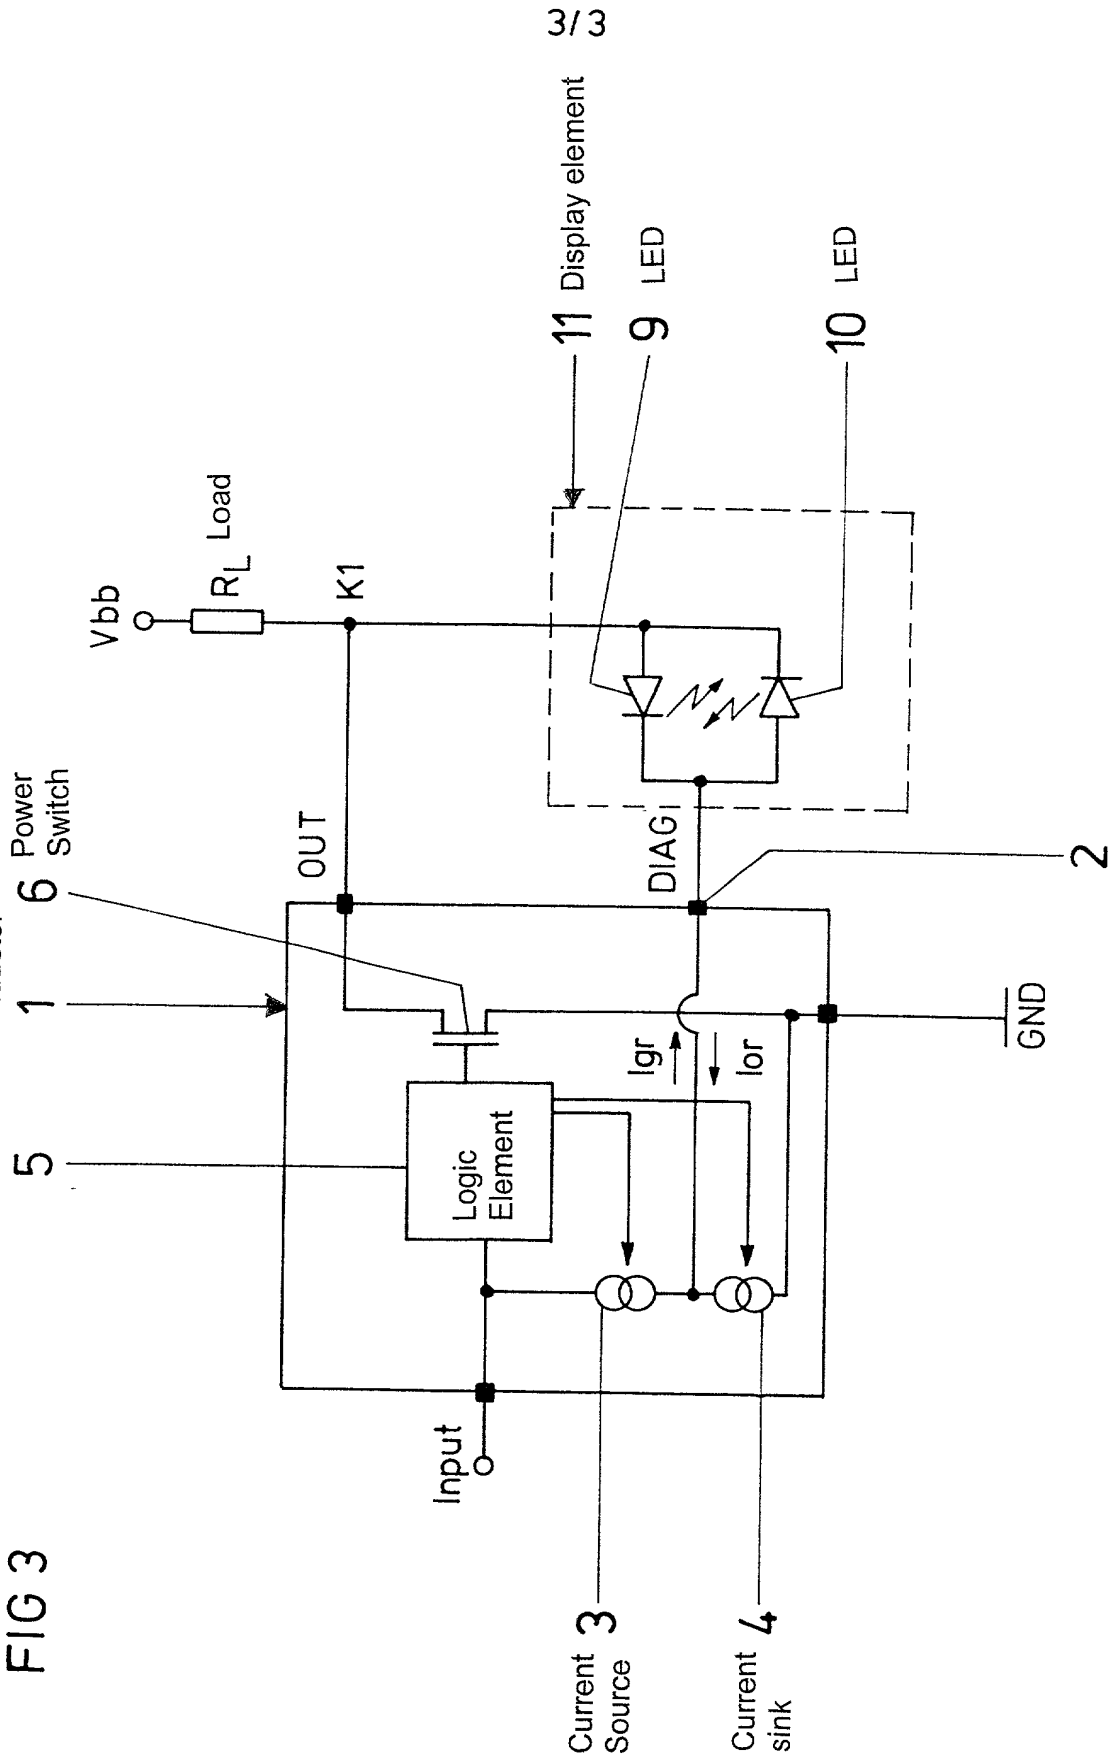 3/3
FIG 3
1
5
6 Power
Switch
Vbb
RL Load
K1
OUT
Logic
Element
Input
Igr
Ior
DIAG
GND
2
11 Display element
9 LED
10 LED
Current
Source 3
Current
sink 4